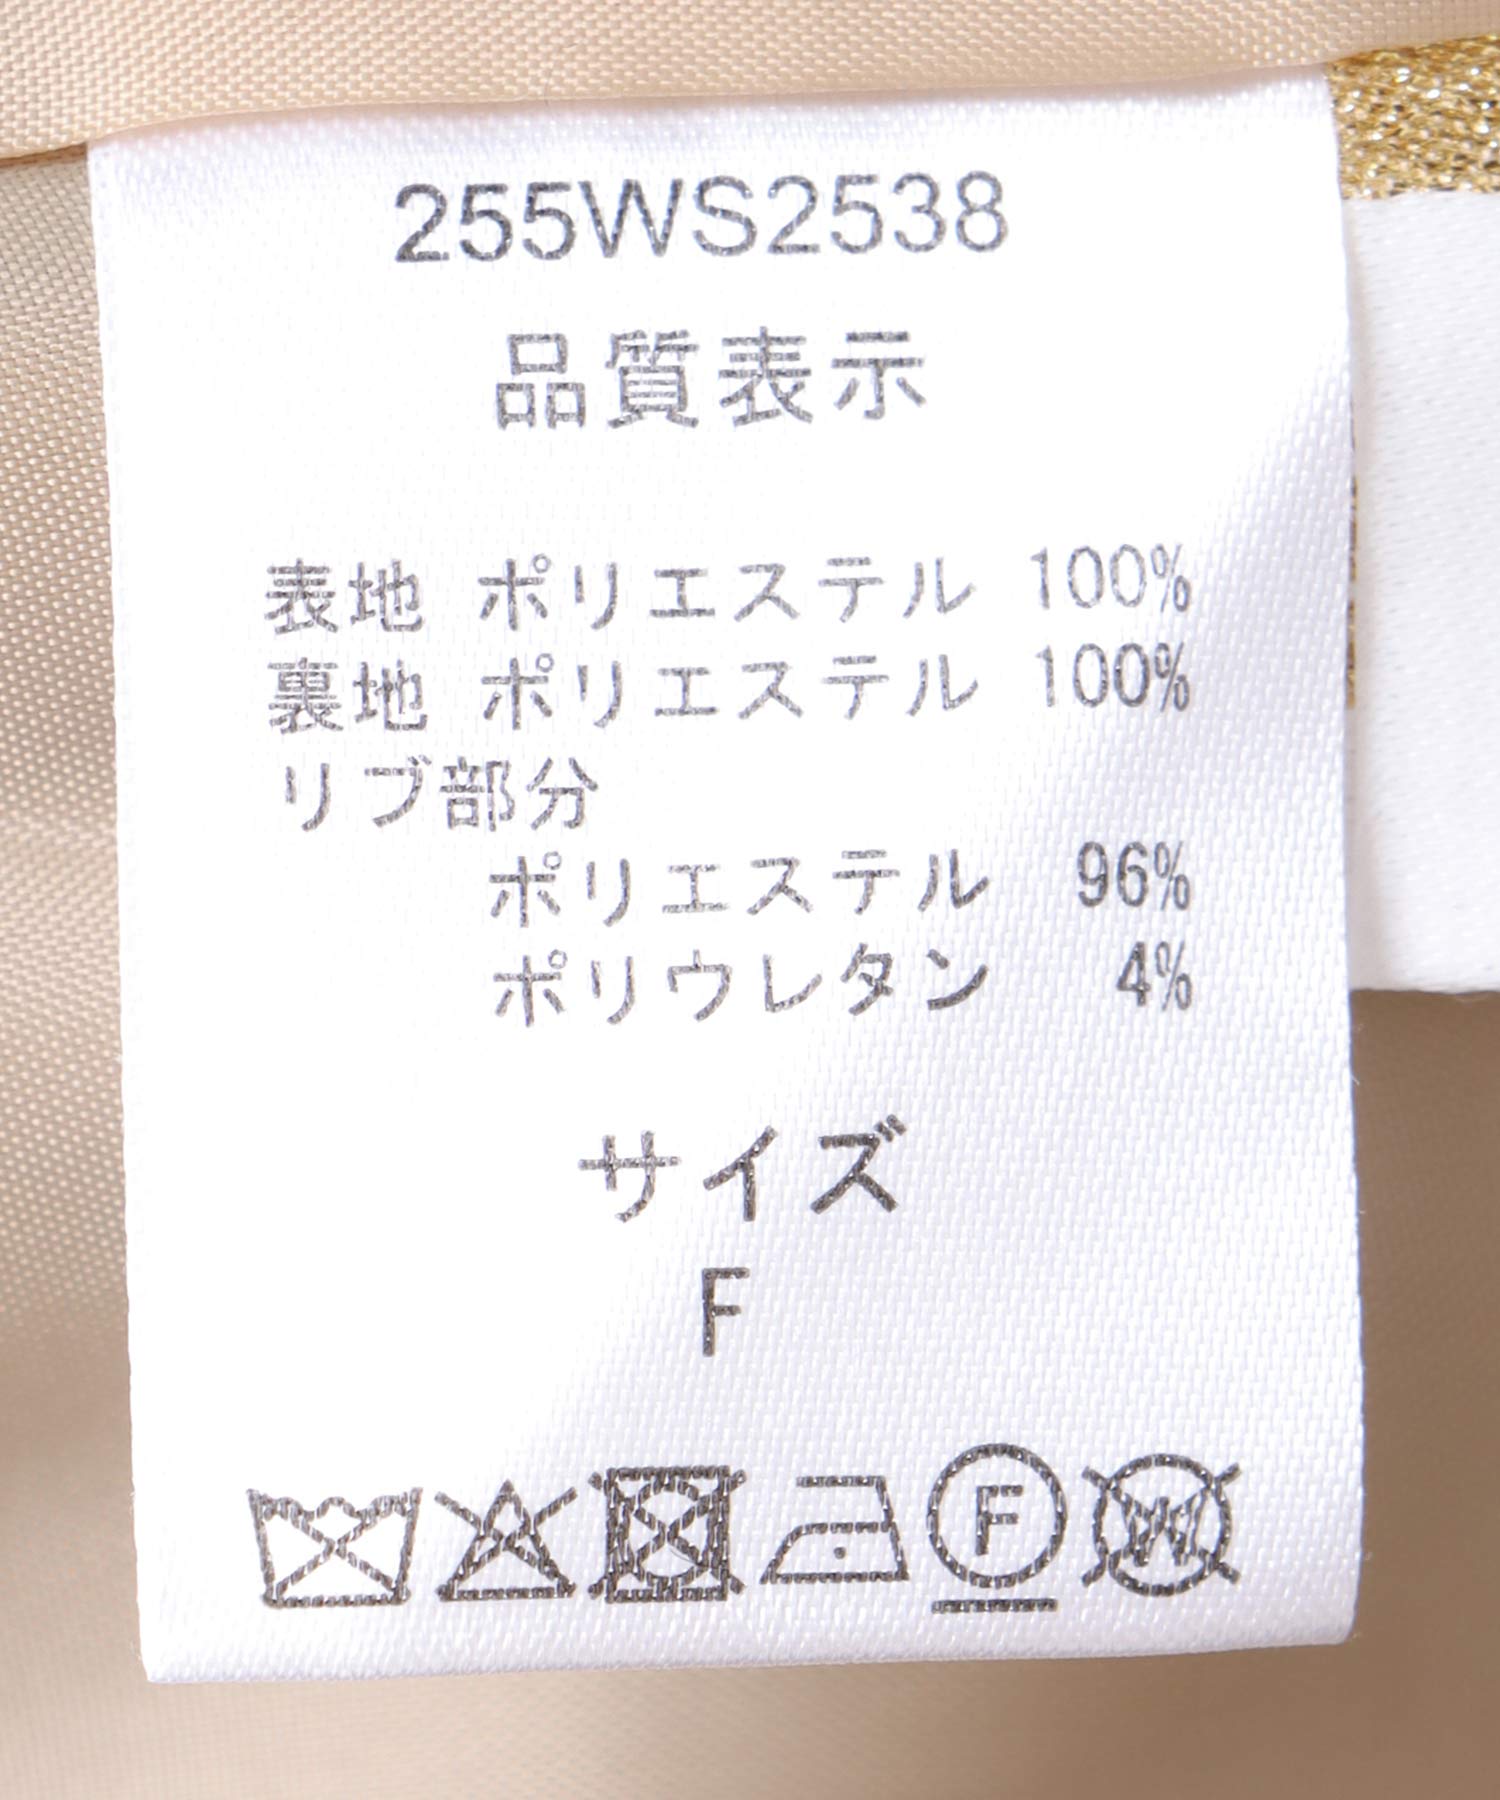 255WS2538
品質表示
表地 ポリエステル 100%
裏地 ポリエステル 100%
リブ部分
ポリエステル 96%
ポリウレタン 4%
サイズ
F
F W